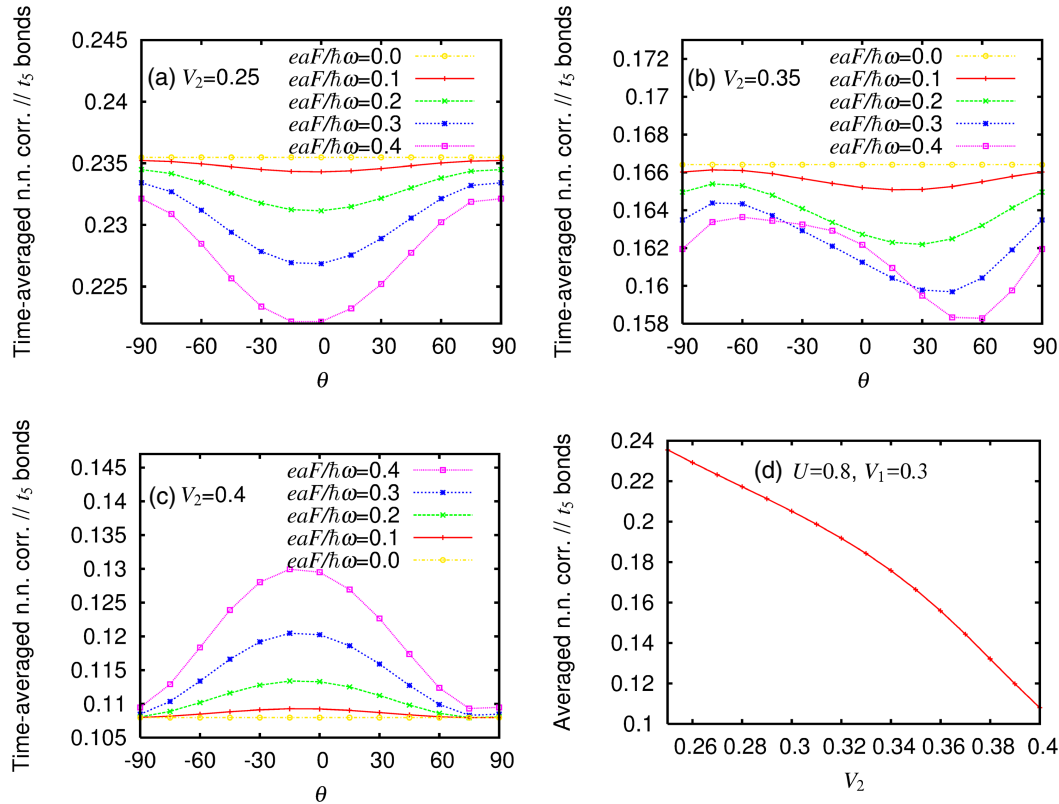 Time-averaged n.n. corr. // t5 bonds
0.245
0.24
0.235
0.23
0.225
(a) V2=0.25
eaF/ħω=0.0
eaF/ħω=0.1
eaF/ħω=0.2
eaF/ħω=0.3
eaF/ħω=0.4
-90 -60 -30 0 30 60 90
θ
Time-averaged n.n. corr. // t5 bonds
0.172
0.17
0.168
0.166
0.164
0.162
0.16
0.158
(b) V2=0.35
eaF/ħω=0.0
eaF/ħω=0.1
eaF/ħω=0.2
eaF/ħω=0.3
eaF/ħω=0.4
-90 -60 -30 0 30 60 90
θ
Time-averaged n.n. corr. // t5 bonds
0.145
0.14
0.135
0.13
0.125
0.12
0.115
0.11
0.105
(c) V2=0.4
eaF/ħω=0.4
eaF/ħω=0.3
eaF/ħω=0.2
eaF/ħω=0.1
eaF/ħω=0.0
-90 -60 -30 0 30 60 90
θ
Averaged n.n. corr. // t5 bonds
0.24
0.22
0.2
0.18
0.16
0.14
0.12
0.1
(d) U=0.8, V1=0.3
0.26 0.28 0.3 0.32 0.34 0.36 0.38 0.4
V2